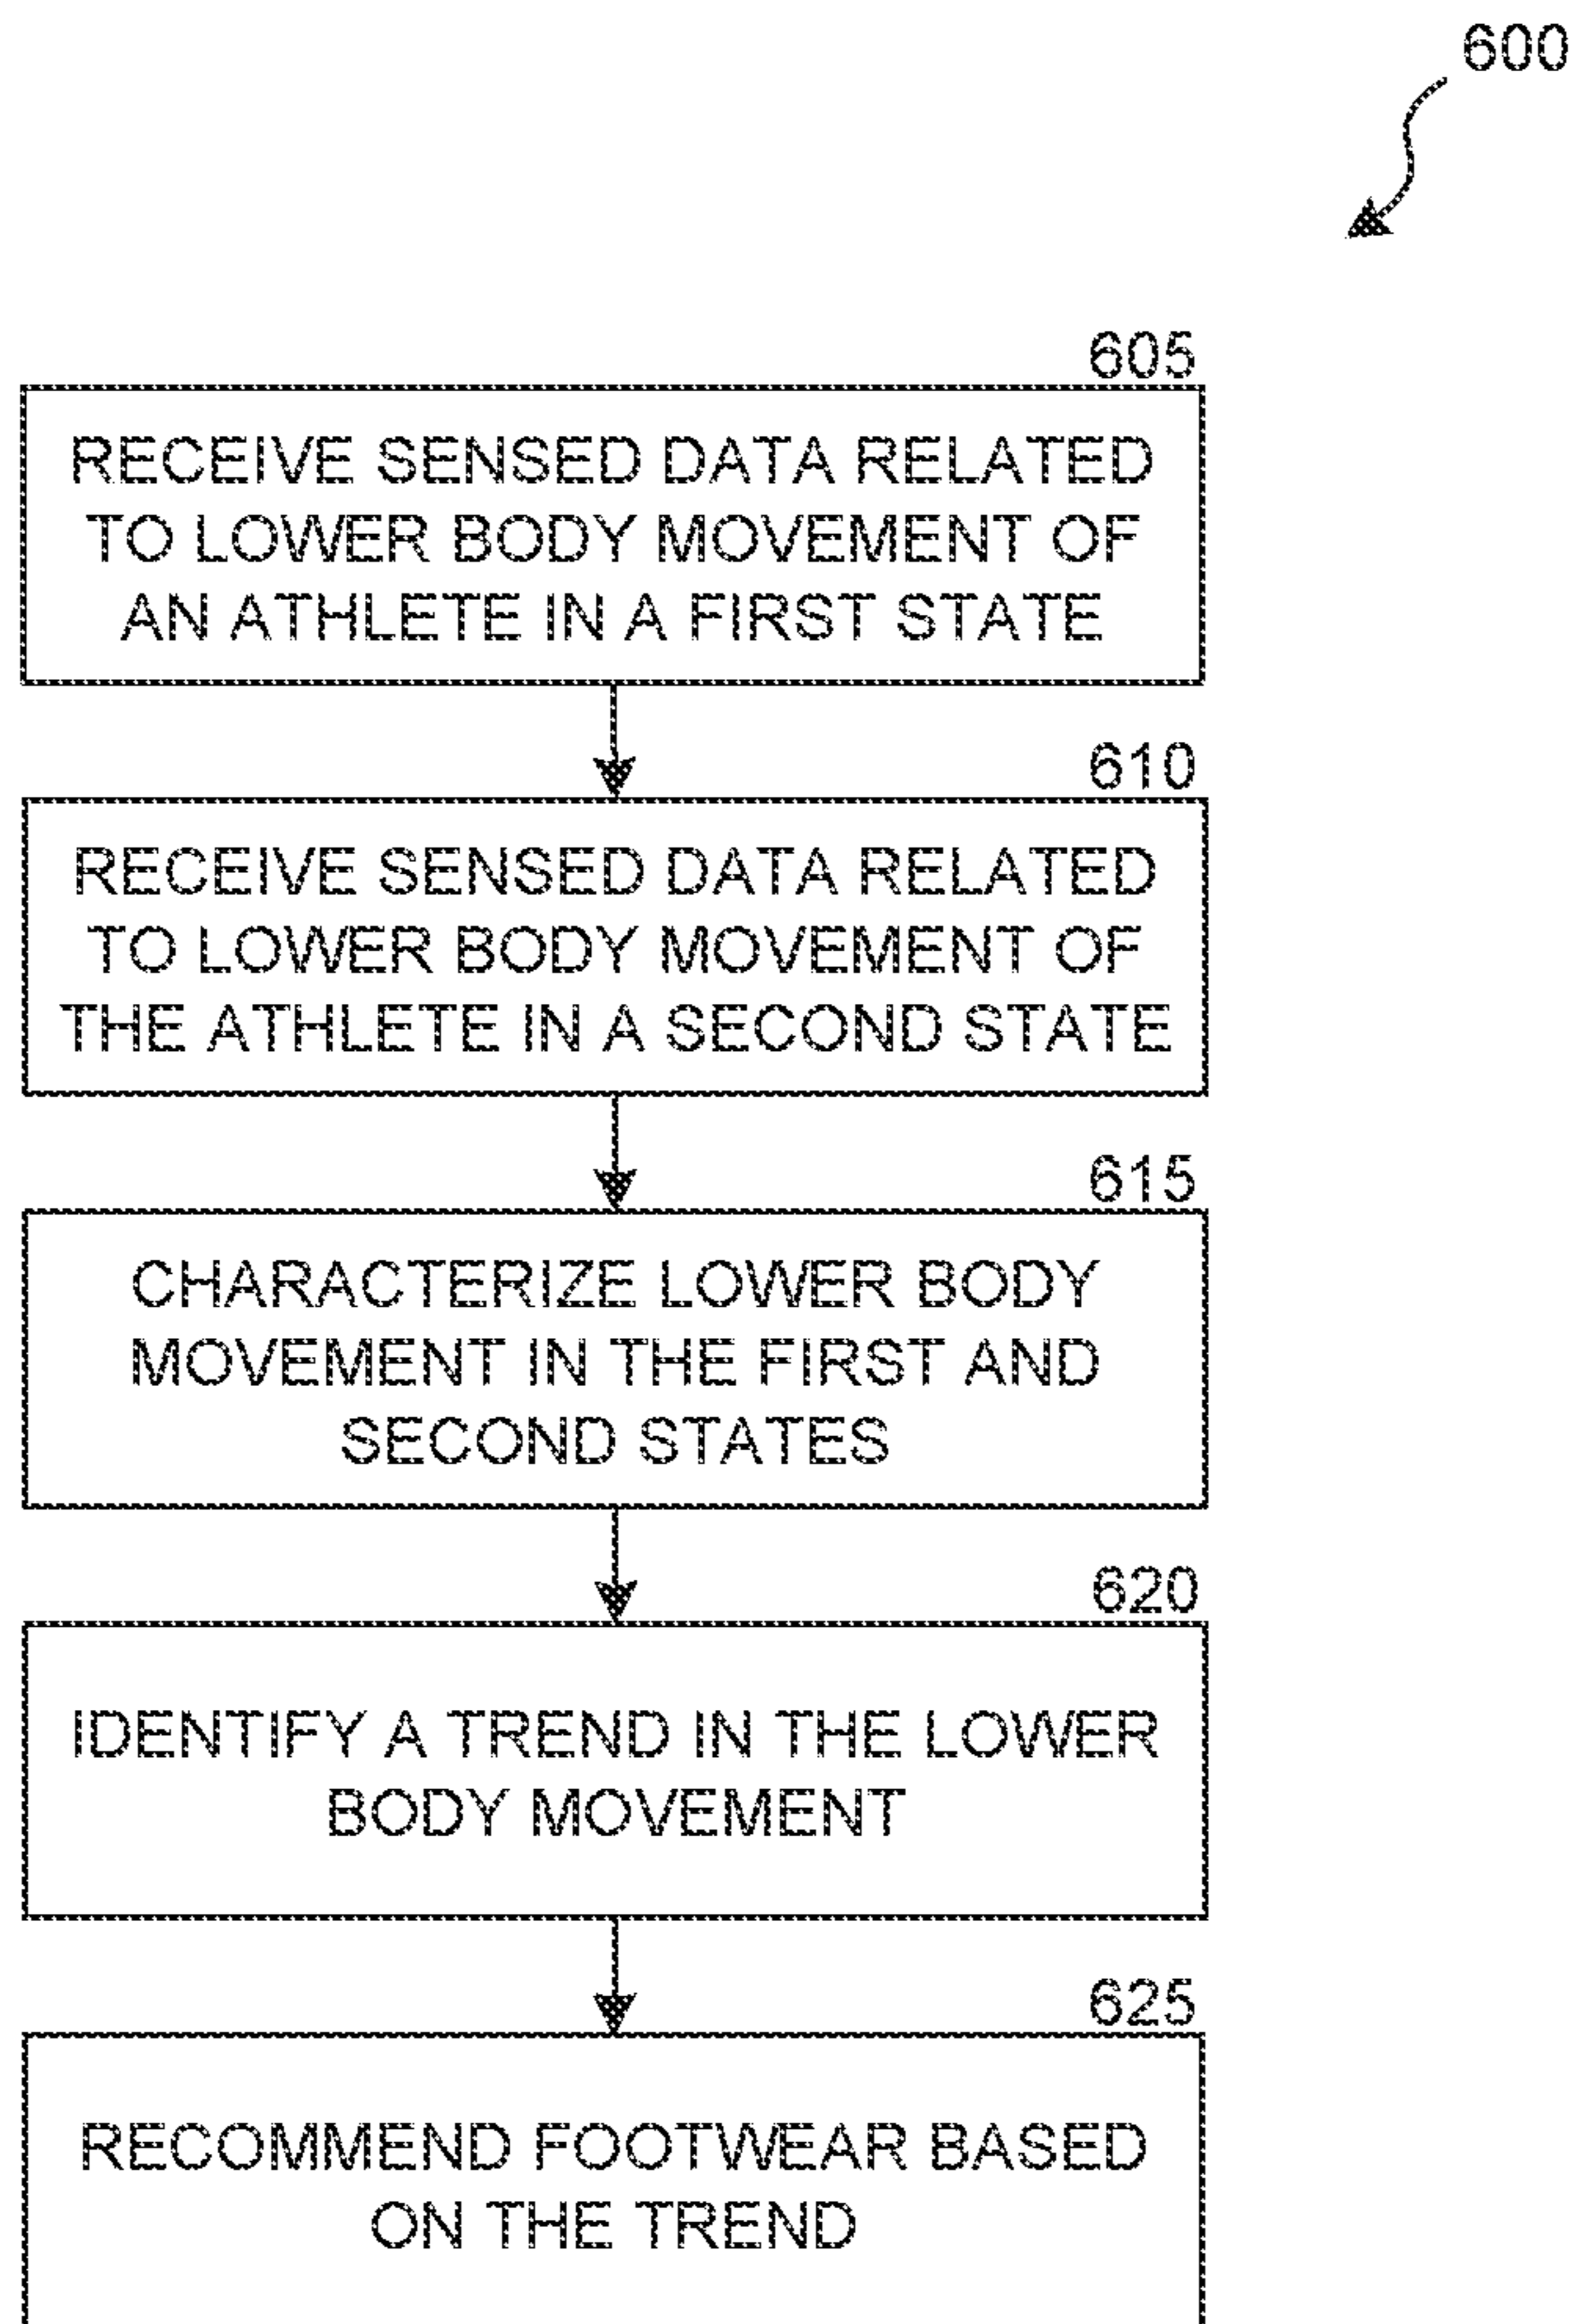 600
605
RECEIVE SENSED DATA RELATED
TO LOWER BODY MOVEMENT OF
AN ATHLETE IN A FIRST STATE
610
RECEIVE SENSED DATA RELATED
TO LOWER BODY MOVEMENT OF
THE ATHLETE IN A SECOND STATE
615
CHARACTERIZE LOWER BODY
MOVEMENT IN THE FIRST AND
SECOND STATES
620
IDENTIFY A TREND IN THE LOWER
BODY MOVEMENT
625
RECOMMEND FOOTWEAR BASED
ON THE TREND